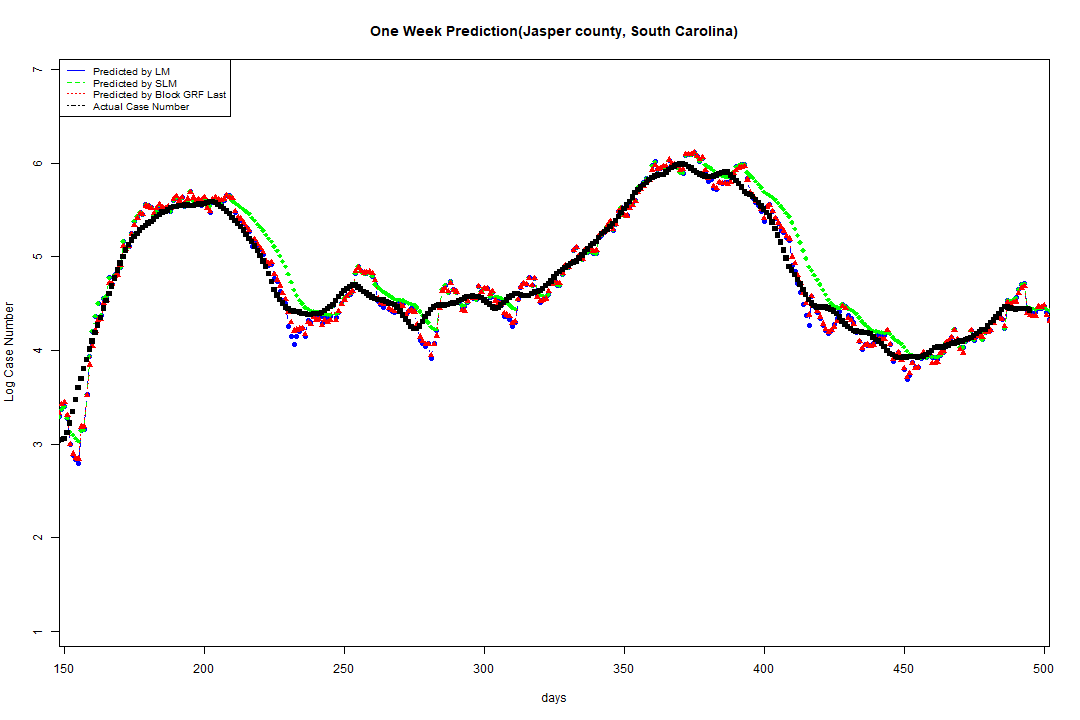 One Week Prediction(Jasper county, South Carolina)
Predicted by LM
Predicted by SLM
Predicted by Block GRF Last
Actual Case Number
7
6
5
4
3
2
1
Log Case Number
150 200 250 300 350 400 450 500
days